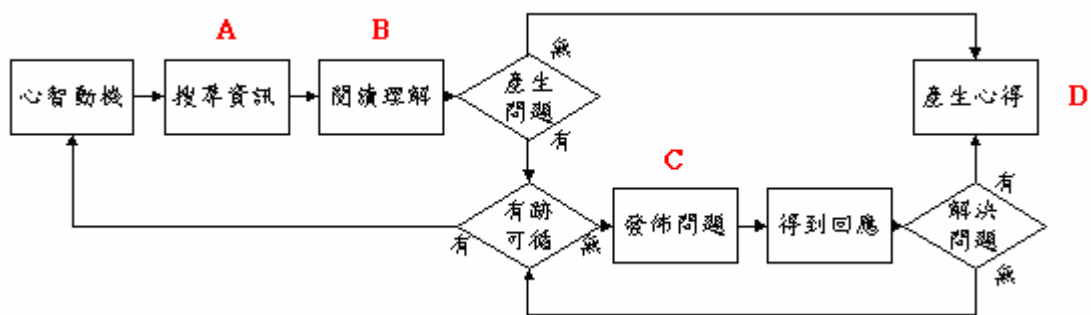 A
B
無
心智動機
搜尋資訊
閱讀理解
產生
問題
產生心得
D
有
C
有跡
可循
有
無
發佈問題
得到回應
解決
問題
有
無